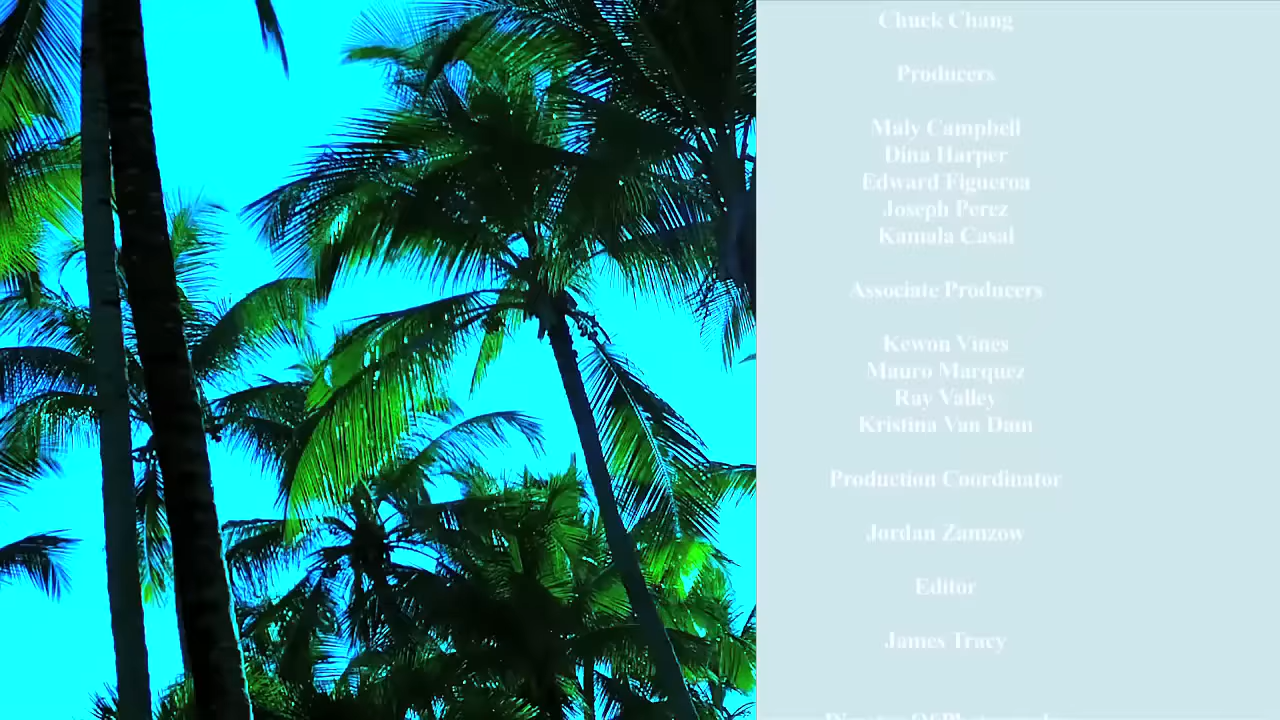 Chuck Chang
Producers
Maly Campbell
Dina Harper
Edward Figueroa
Joseph Perez
Kamala Casal
Associate Producers
Kewon Vines
Mauro Marquez
Ray Valley
Kristina Van Dam
Production Coordinator
Jordan Zamzow
Editor
James Tracy